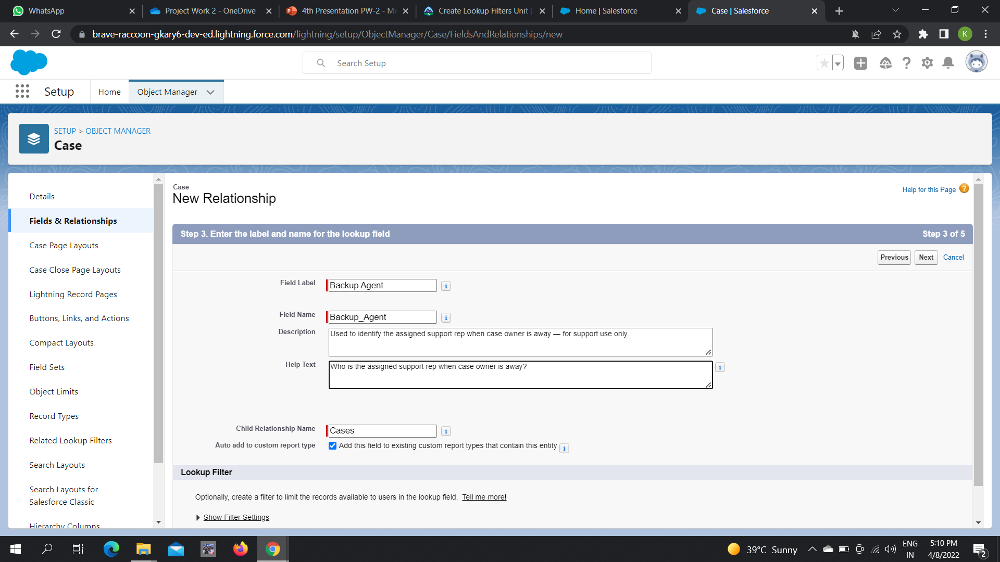 WhatsApp
Project Work 2 - OneDrive
4th Presentation PW-2 - Mi
Create Lookup Filters Unit |
Home | Salesforce
Case | Salesforce
brave-raccoon-gkary6-dev-ed.lightning.force.com/lightning/setup/ObjectManager/Case/FieldsAndRelationships/new
K
Search Setup
Setup
Home
Object Manager
SETUP > OBJECT MANAGER
Case
Details
Fields & Relationships
Case Page Layouts
Case Close Page Layouts
Lightning Record Pages
Buttons, Links, and Actions
Compact Layouts
Field Sets
Object Limits
Record Types
Related Lookup Filters
Search Layouts
Search Layouts for
Salesforce Classic
Hierarchy Columns
Case
New Relationship
Help for this Page
Step 3. Enter the label and name for the lookup field
Step 3 of 5
Previous
Next
Cancel
Field Label
Backup Agent
Field Name
Backup_Agent
Description
Used to identify the assigned support rep when case owner is away — for support use only.
Help Text
Who is the assigned support rep when case owner is away?
Child Relationship Name
Cases
Auto add to custom report type
Add this field to existing custom report types that contain this entity
Lookup Filter
Optionally, create a filter to limit the records available to users in the lookup field. Tell me more!
Show Filter Settings
39°C Sunny
ENG
IN
5:10 PM
4/8/2022
2